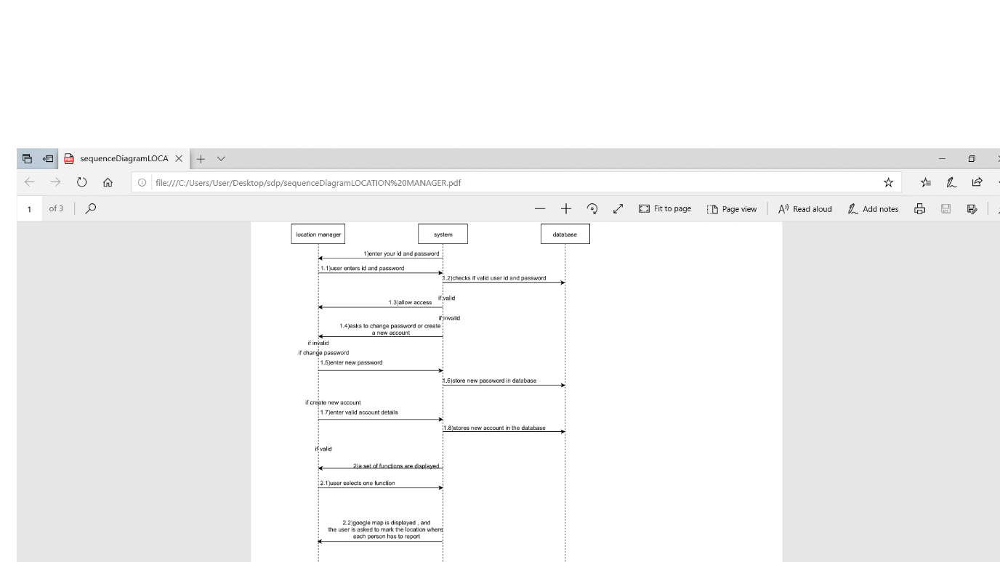 sequenceDiagramLOCA
file:///C:/Users/User/Desktop/sdp/sequenceDiagramLOCATION%20MANAGER.pdf
1 of 3 Fit to page Page view Read aloud Add notes
location manager system database
1)enter your id and password
1.1)user enters id and password
1.2)checks if valid user id and password
if valid
1.3)allow access
if invalid
1.4)asks to change password or create
a new account
if invalid
if change password
1.5)enter new password
1.6)store new password in database
if create new account
1.7)enter valid account details
1.8)stores new account in the database
if valid
2)a set of functions are displayed
2.1)user selects one function
2.2)google map is displayed , and
the user is asked to mark the location where
each person has to report